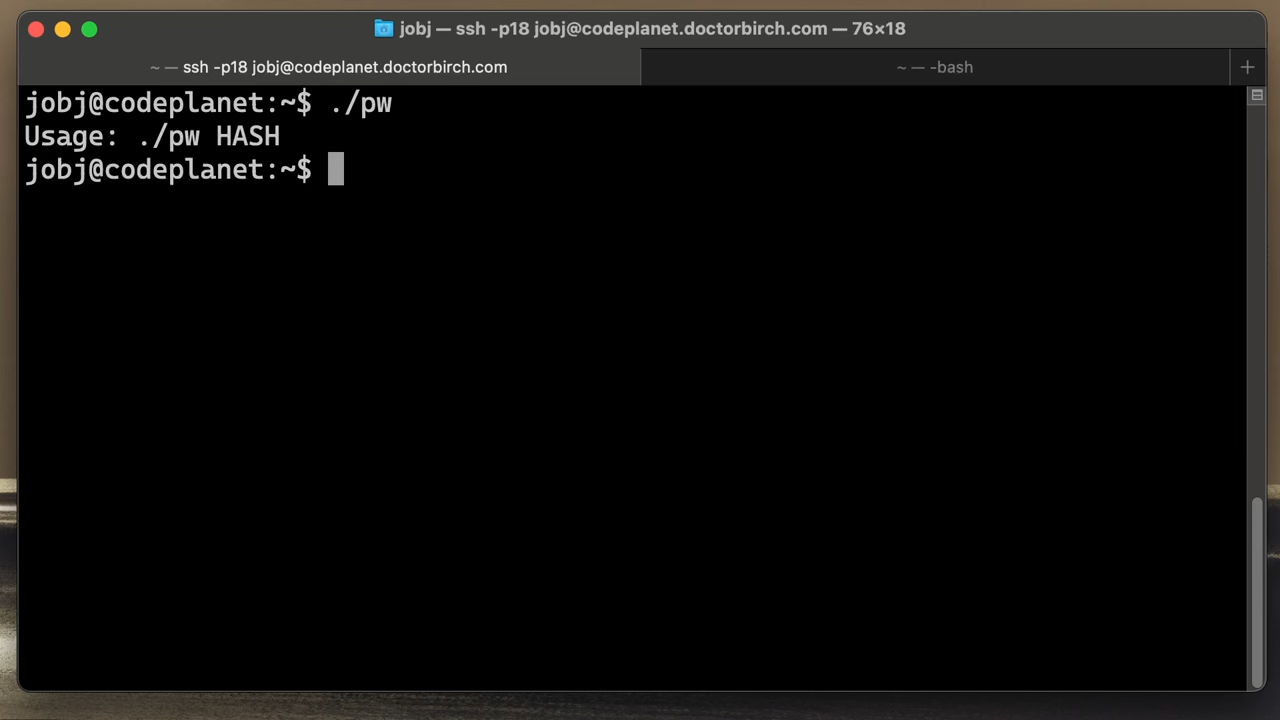 jobj — ssh -p18 jobj@codeplanet.doctorbirch.com — 76×18
~ — ssh -p18 jobj@codeplanet.doctorbirch.com
~ — -bash
+
jobj@codeplanet:~$ ./pw
Usage: ./pw HASH
jobj@codeplanet:~$